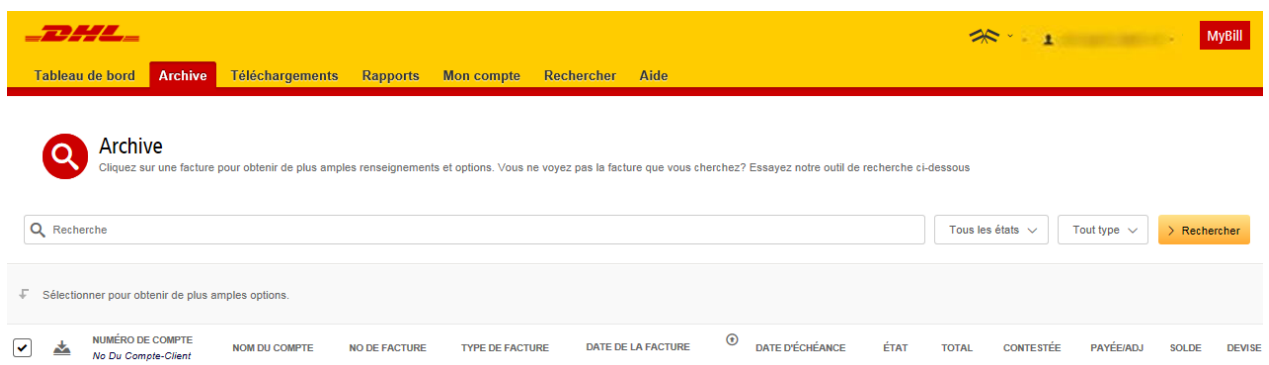 DHL
MyBill
Tableau de bord Archive Téléchargements Rapports Mon compte Rechercher Aide
Archive
Cliquez sur une facture pour obtenir de plus amples renseignements et options. Vous ne voyez pas la facture que vous cherchez? Essayez notre outil de recherche ci-dessous
Recherche Tous les états Tout type > Rechercher
Sélectionner pour obtenir de plus amples options.
NUMÉRO DE COMPTE NOM DU COMPTE NO DE FACTURE TYPE DE FACTURE DATE DE LA FACTURE DATE D'ÉCHÉANCE ÉTAT TOTAL CONTESTÉE PAYÉE/ADJ SOLDE DEVISE
No Du Compte-Client